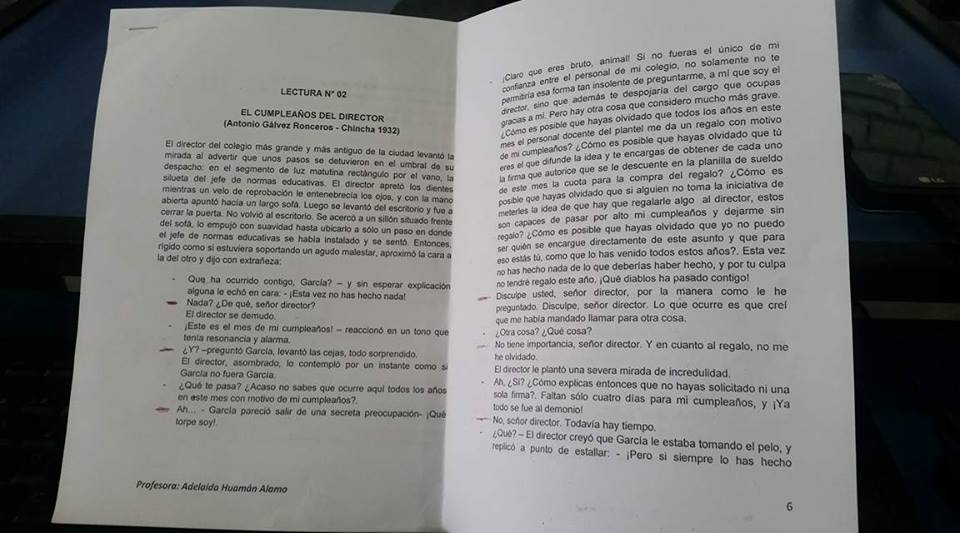 LECTURA N° 02
EL CUMPLEAÑOS DEL DIRECTOR
(Antonio Gálvez Ronceros - Chincha 1932)
El director del colegio más grande y más antiguo de la ciudad levantó la
mirada al advertir que unos pasos se detuvieron en el umbral de su
despacho: en el segmento de luz matutina rectángulo por el vano, la
silueta del jefe de normas educativas. El director apretó los dientes
mientras un velo de reprobación le entenebrecía los ojos, y con la mano
abierta apuntó hacia un largo sofá. Luego se levantó del escritorio y fue a
cerrar la puerta. No volvió al escritorio. Se acercó a un sillón situado frente
del sofá, lo empujó con suavidad hasta ubicarlo a sólo un paso en donde
el jefe de normas educativas se había instalado y se sentó. Entonces,
rígido como si estuviera soportando un agudo malestar, aproximó la cara a
la del otro y dijo con extrañeza:
- Que ha ocurrido contigo, García? – y sin esperar explicación
alguna le echó en cara: - ¡Esta vez no has hecho nada!
- Nada? ¿De qué, señor director?
El director se demudo.
- ¡Este es el mes de mi cumpleaños! – reaccionó en un tono que
tenía resonancia y alarma.
- ¿Y? –preguntó García, levantó las cejas, todo sorprendido.
El director, asombrado, lo contempló por un instante como si
García no fuera García.
- ¿Qué te pasa? ¿Acaso no sabes que ocurre aquí todos los años
en este mes con motivo de mi cumpleaños?.
- Ah... - García pareció salir de una secreta preocupación- ¡Qué
torpe soy!.
Profesora: Adelaida Huamán Alamo
- ¡Claro que eres bruto, animal! Si no fueras el único de mi
confianza entre el personal de mi colegio, no solamente no te
permitiría esa forma tan insolente de preguntarme, a mí que soy el
director, sino que además te despojaría del cargo que ocupas
gracias a mí. Pero hay otra cosa que considero mucho más grave.
¿Cómo es posible que hayas olvidado que todos los años en este
mes el personal docente del plantel me da un regalo con motivo
de mi cumpleaños? ¿Cómo es posible que hayas olvidado que tú
eres el que difunde la idea y te encargas de obtener de cada uno
la firma que autorice que se le descuente en la planilla de sueldo
de este mes la cuota para la compra del regalo? ¿Cómo es
posible que hayas olvidado que si alguien no toma la iniciativa de
meterles la idea de que hay que regalarle algo al director, estos
son capaces de pasar por alto mi cumpleaños y dejarme sin
regalo? ¿Cómo es posible que hayas olvidado que yo no puedo
ser quién se encargue directamente de este asunto y que para
eso estás tú, como que lo has venido todos estos años?. Esta vez
no has hecho nada de lo que deberías haber hecho, y por tu culpa
no tendré regalo este año. ¡Qué diablos ha pasado contigo!
- Disculpe usted, señor director, por la manera como le he
preguntado. Disculpe, señor director. Lo que ocurre es que creí
que me había mandado llamar para otra cosa.
- ¿Otra cosa? ¿Qué cosa?
- No tiene importancia, señor director. Y en cuanto al regalo, no me
he olvidado.
El director le plantó una severa mirada de incredulidad.
- Ah, ¿SI? ¿Cómo explicas entonces que no hayas solicitado ni una
sola firma?. Faltan sólo cuatro días para mi cumpleaños, y ¡Ya
todo se fue al demonio!
- No, señor director. Todavía hay tiempo.
- ¿Qué? – El director creyó que García le estaba tomando el pelo, y
replicó a punto de estallar: - ¡Pero si siempre lo has hecho
6
LG